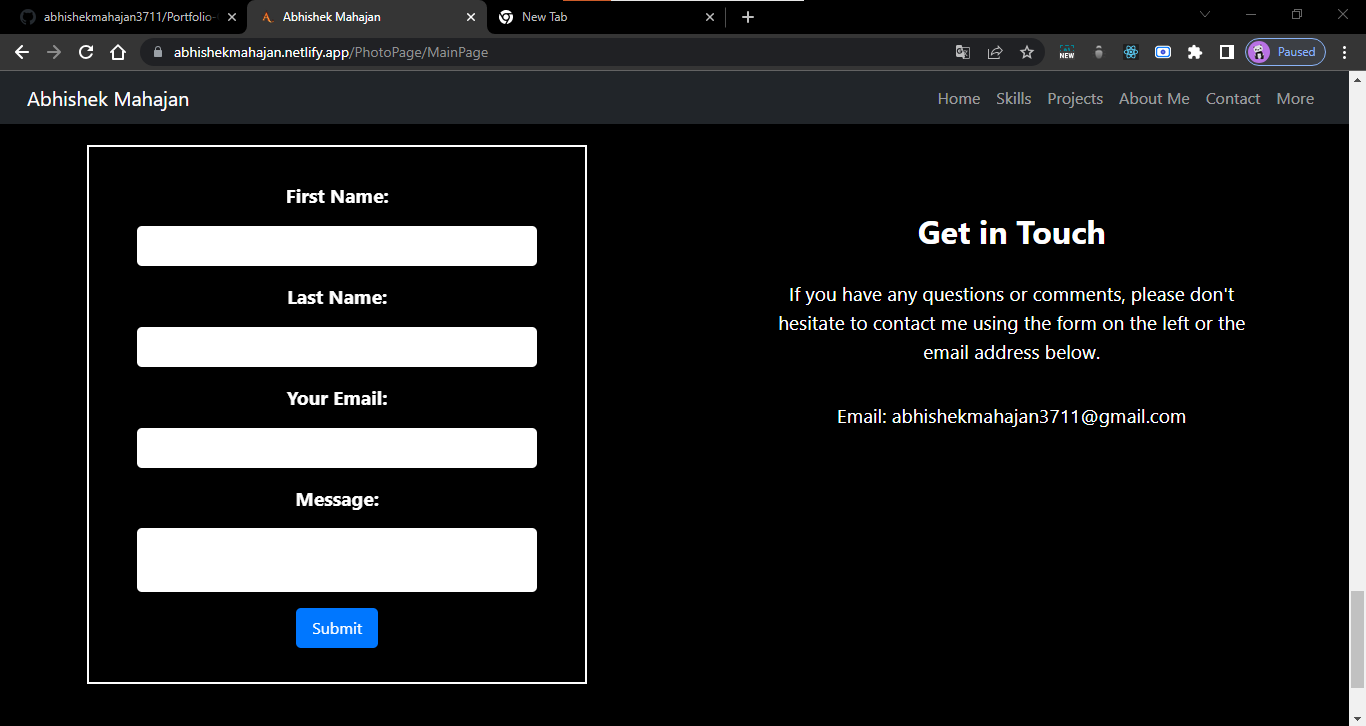 abhishekmahajan3711/Portfolio-
Abhishek Mahajan
New Tab
abhishekmahajan.netlify.app/PhotoPage/MainPage
NEW
Paused
Abhishek Mahajan
Home Skills Projects About Me Contact More
First Name:
Last Name:
Your Email:
Message:
Submit
Get in Touch
If you have any questions or comments, please don't
hesitate to contact me using the form on the left or the
email address below.
Email: abhishekmahajan3711@gmail.com